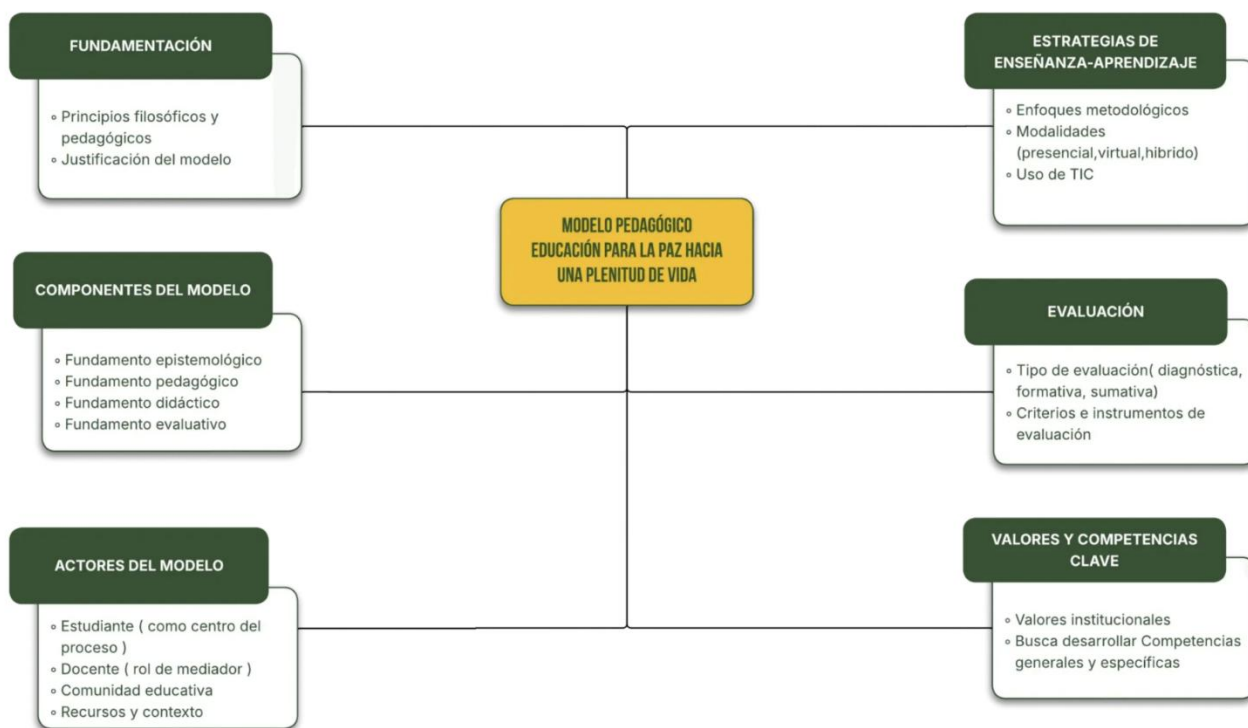 FUNDAMENTACIÓN
◦ Principios filosóficos y
pedagógicos
◦ Justificación del modelo
COMPONENTES DEL MODELO
◦ Fundamento epistemológico
◦ Fundamento pedagógico
◦ Fundamento didáctico
◦ Fundamento evaluativo
ACTORES DEL MODELO
◦ Estudiante ( como centro del
proceso )
◦ Docente ( rol de mediador )
◦ Comunidad educativa
◦ Recursos y contexto
MODELO PEDAGÓGICO
EDUCACIÓN PARA LA PAZ HACIA
UNA PLENITUD DE VIDA
ESTRATEGIAS DE
ENSEÑANZA-APRENDIZAJE
◦ Enfoques metodológicos
◦ Modalidades
(presencial,virtual,hibrido)
◦ Uso de TIC
EVALUACIÓN
◦ Tipo de evaluación( diagnóstica,
formativa, sumativa)
◦ Criterios e instrumentos de
evaluación
VALORES Y COMPETENCIAS
CLAVE
◦ Valores institucionales
◦ Busca desarrollar Competencias
generales y específicas